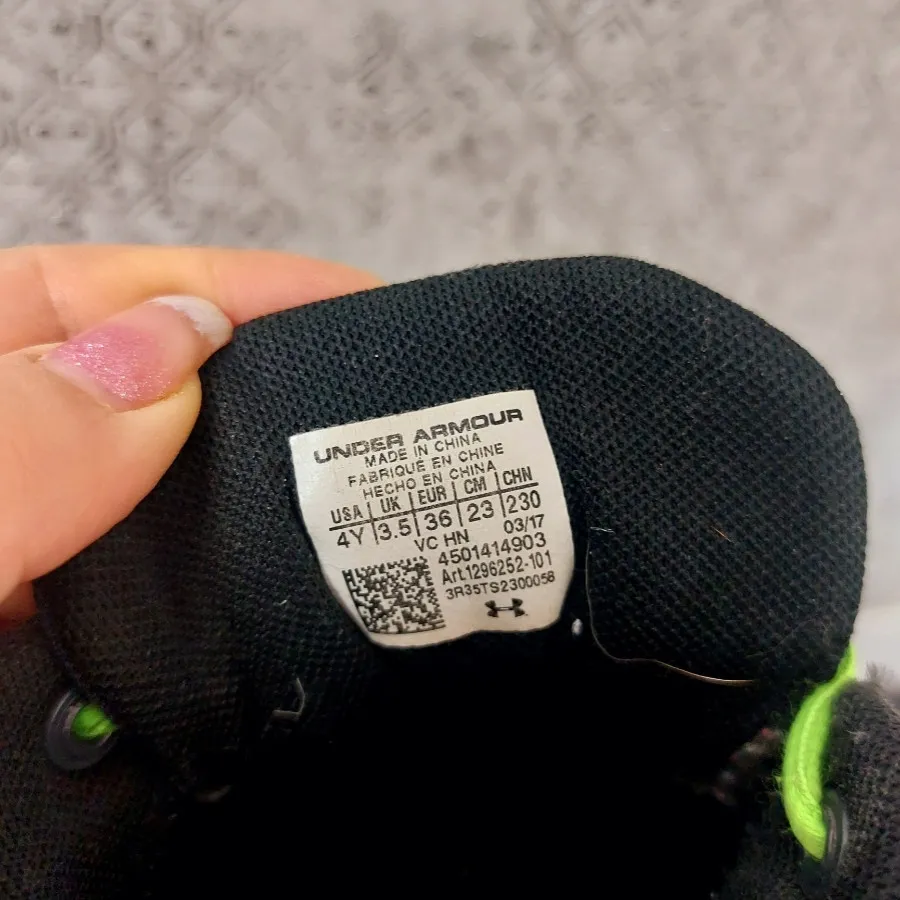 UNDER ARMOUR
MADE IN CHINA
FABRIQUÉ EN CHINE
HECHO EN CHINA
USA UK EUR CM CHN
4Y 3.5 36 23 230
VC HN 03/17
4501414903
Art.1296252-101
3R35TS2300058